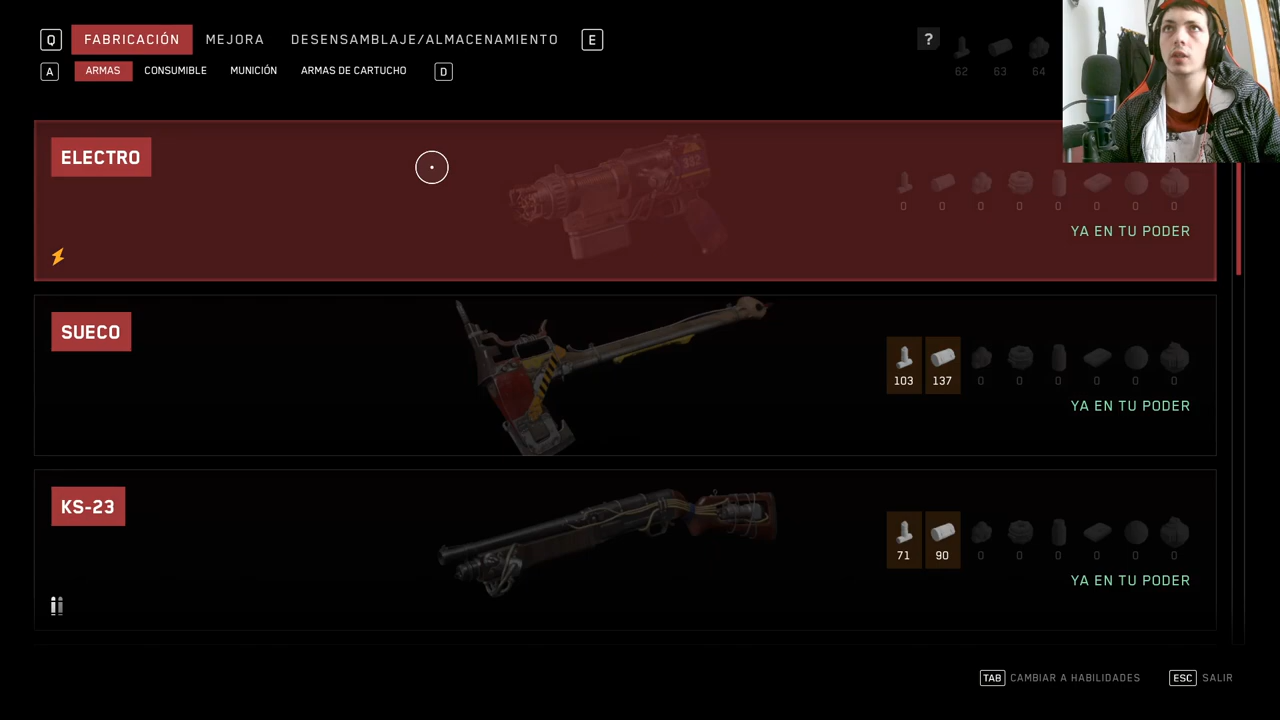 Q FABRICACIÓN MEJORA DESENSAMBLAJE/ALMACENAMIENTO E ?
A ARMAS CONSUMIBLE MUNICIÓN ARMAS DE CARTUCHO D
62 63 64
ELECTRO
0 0 0 0 0 0 0 0
YA EN TU PODER
SUECO
103 137 0 0 0 0 0 0
YA EN TU PODER
KS-23
71 90 0 0 0 0 0 0
YA EN TU PODER
TAB CAMBIAR A HABILIDADES ESC SALIR